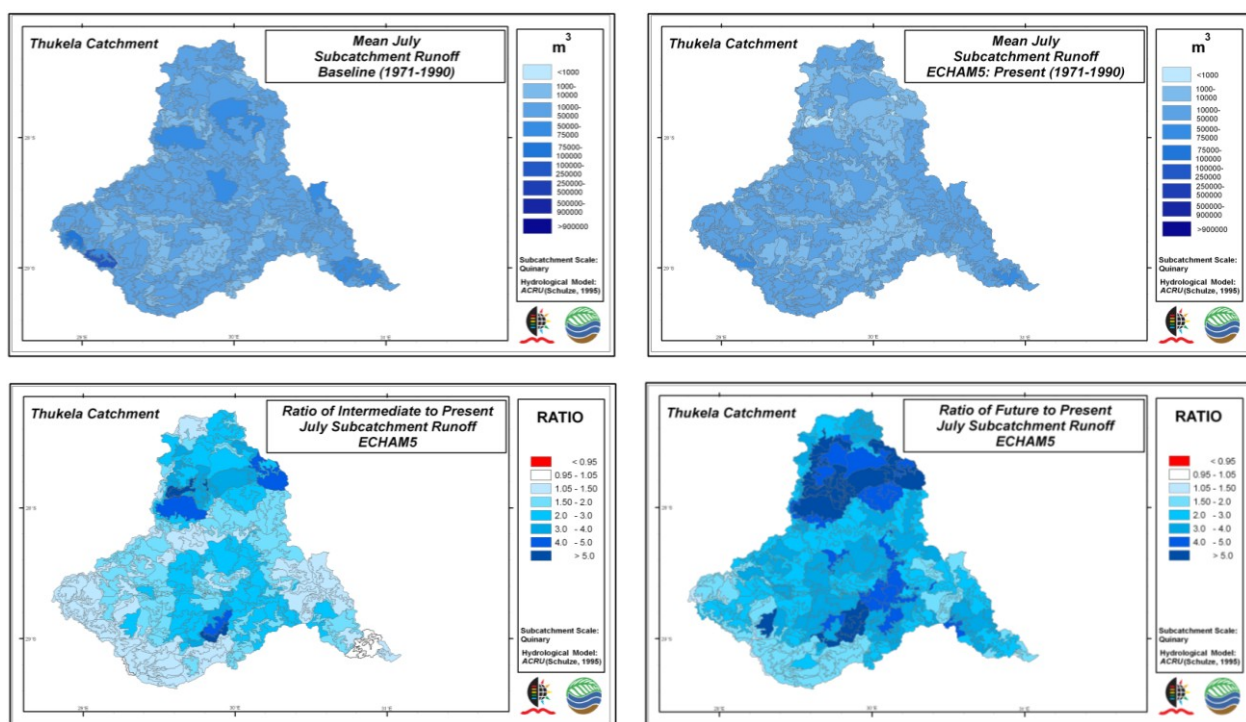 Thukela Catchment
Mean July
Subcatchment Runoff
Baseline (1971-1990)
m3
<1000
1000-
10000
10000-
50000
50000-
75000
75000-
100000
100000-
250000
250000-
500000
500000-
900000
>900000
Subcatchment Scale:
Quinary
Hydrological Model:
ACRU (Schulze, 1995)
Thukela Catchment
Mean July
Subcatchment Runoff
ECHAM5: Present (1971-1990)
m3
<1000
1000-
10000
10000-
50000
50000-
75000
75000-
100000
100000-
250000
250000-
500000
500000-
900000
>900000
Subcatchment Scale:
Quinary
Hydrological Model:
ACRU (Schulze, 1995)
Thukela Catchment
Ratio of Intermediate to Present
July Subcatchment Runoff
ECHAM5
RATIO
< 0.95
0.95 - 1.05
1.05 - 1.50
1.50 - 2.0
2.0 - 3.0
3.0 - 4.0
4.0 - 5.0
> 5.0
Subcatchment Scale:
Quinary
Hydrological Model:
ACRU (Schulze, 1995)
Thukela Catchment
Ratio of Future to Present
July Subcatchment Runoff
ECHAM5
RATIO
< 0.95
0.95 - 1.05
1.05 - 1.50
1.50 - 2.0
2.0 - 3.0
3.0 - 4.0
4.0 - 5.0
> 5.0
Subcatchment Scale:
Quinary
Hydrological Model:
ACRU (Schulze, 1995)